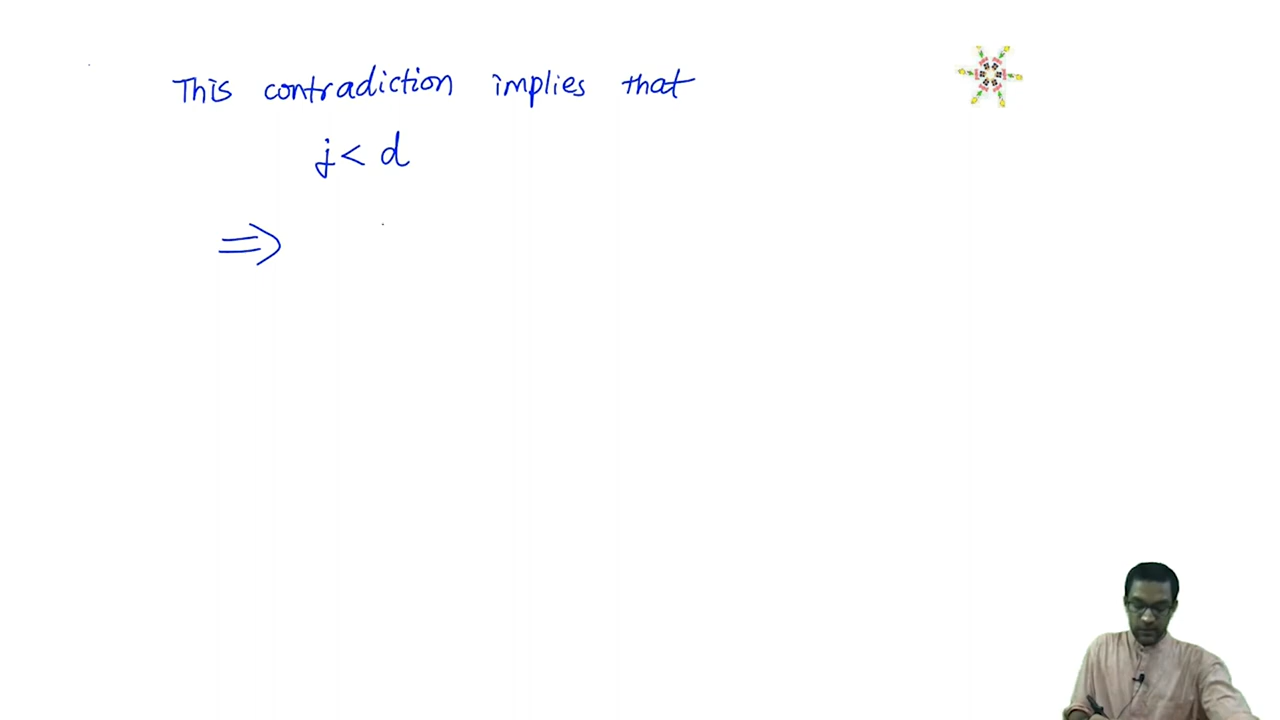 This contradiction implies that
j < d
⇒